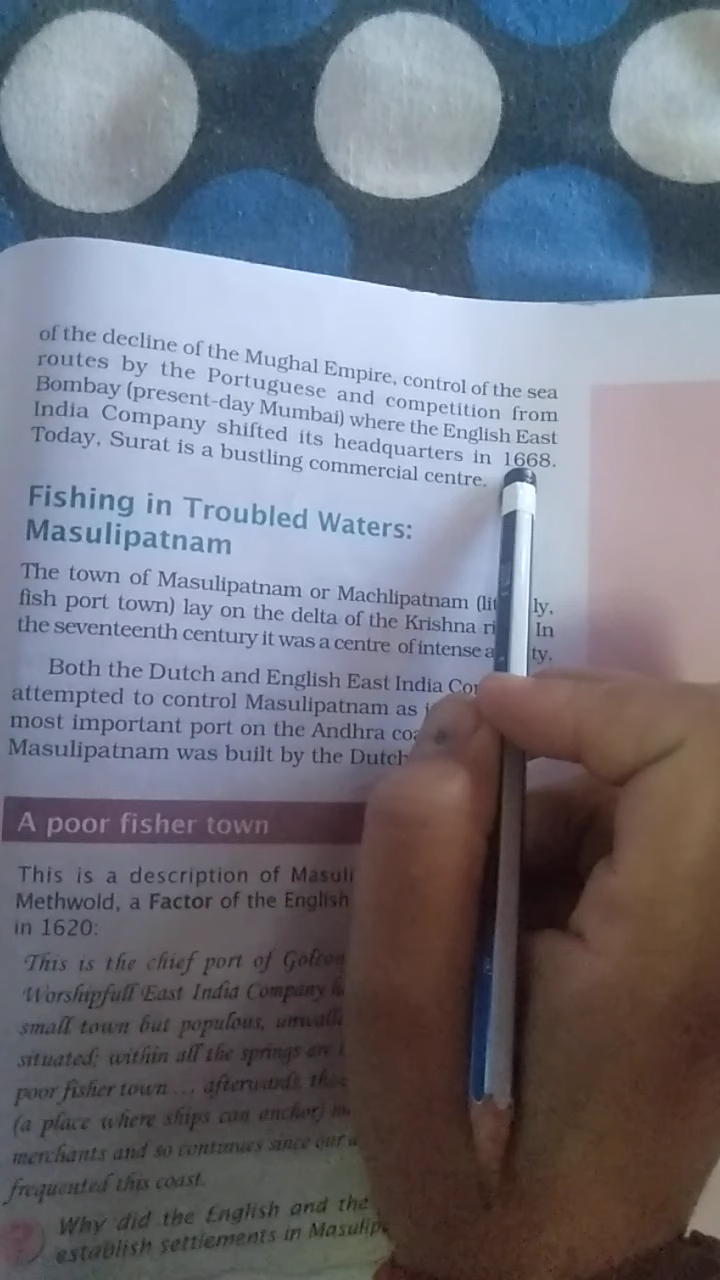 of the decline of the Mughal Empire, control of the sea
routes by the Portuguese and competition from
Bombay (present-day Mumbai) where the English East
India Company shifted its headquarters in 1668.
Today, Surat is a bustling commercial centre.
Fishing in Troubled Waters:
Masulipatnam
The town of Masulipatnam or Machlipatnam (lit ly,
fish port town) lay on the delta of the Krishna ri In
the seventeenth century it was a centre of intense a ty.
Both the Dutch and English East India Co
attempted to control Masulipatnam as
most important port on the Andhra coa
Masulipatnam was built by the Dutch
A poor fisher town
This is a description of Masuli
Methwold, a Factor of the English
in 1620:
This is the chief port of Golcon
Worshipfull East India Company h
small town but populous, unwalle
situated; within all the springs are
poor fisher town ... afterwards, the
(a place where ships can anchor) m
merchants and so continues since our
frequented this coast.
? Why did the English and the
establish settlements in Masulip